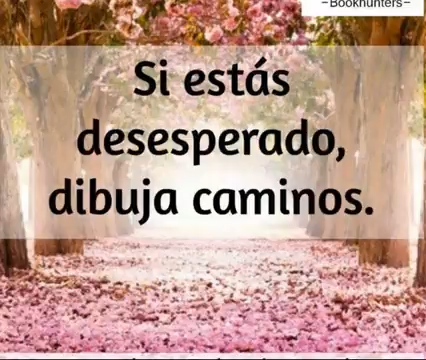 -Bookhunters-
Si estás
desesperado,
dibuja caminos.